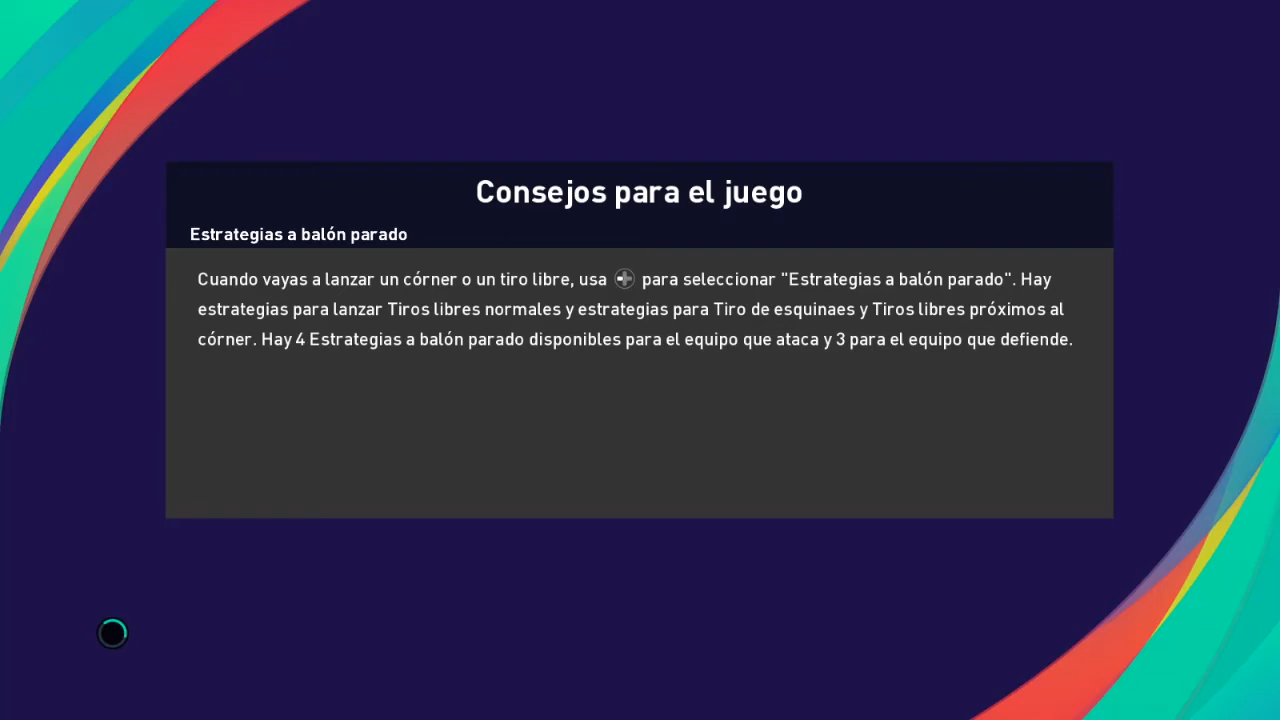 Consejos para el juego
Estrategias a balón parado
Cuando vayas a lanzar un córner o un tiro libre, usa para seleccionar "Estrategias a balón parado". Hay
estrategias para lanzar Tiros libres normales y estrategias para Tiro de esquinaes y Tiros libres próximos al
córner. Hay 4 Estrategias a balón parado disponibles para el equipo que ataca y 3 para el equipo que defiende.